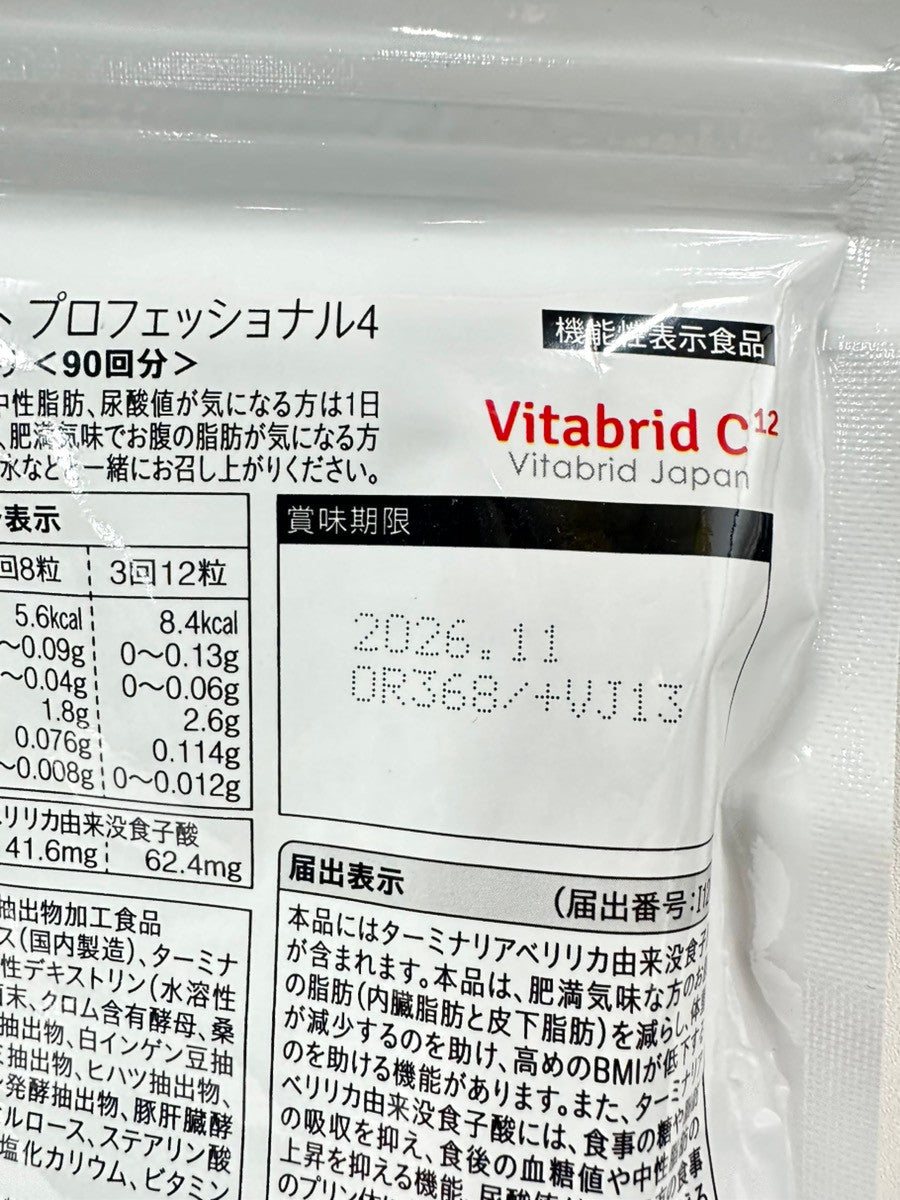 プロフェッショナル4
<90回分>
中性脂肪、尿酸値が気になる方は1日
、肥満気味でお腹の脂肪が気になる方
水などと一緒にお召し上がりください。
機能性表示食品
Vitabrid C12
Vitabrid Japan
表示
回8粒 3回12粒
5.6kcal 8.4kcal
〜0.09g 0〜0.13g
〜0.04g 0〜0.06g
1.8g 2.6g
0.076g 0.114g
〜0.008g 0〜0.012g
リリカ由来没食子酸
41.6mg 62.4mg
賞味期限
2026.11
0R368/+VJ13
抽出物加工食品
ス(国内製造)、ターミナ
性デキストリン(水溶性
末、クロム含有酵母、桑
抽出物、白インゲン豆抽
抽出物、ヒハツ抽出物、
発酵抽出物、豚肝臓酵
ルロース、ステアリン酸
塩化カリウム、ビタミン
届出表示
(届出番号:I1
本品にはターミナリアベリリカ由来没食子
が含まれます。本品は、肥満気味な方のお
の脂肪(内臓脂肪と皮下脂肪)を減らし、体
が減少するのを助け、高めのBMIが低下す
のを助ける機能があります。また、ターミナリア
ベリリカ由来没食子酸には、食事の糖や
の吸収を抑え、食後の血糖値や中性脂肪の
上昇を抑える機能、尿酸値が
のプリン体